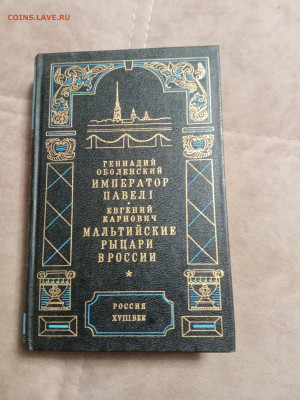 COINS.LAVE.RU
ГЕННАДИЙ
ОБОЛЕНСКИЙ
ИМПЕРАТОР
ПАВЕЛ I
ЕВГЕНИЙ
КАРНОВИЧ
МАЛЬТИЙСКИЕ
РЫЦАРИ
В РОССИИ
*
РОССИЯ
XVIII ВЕК